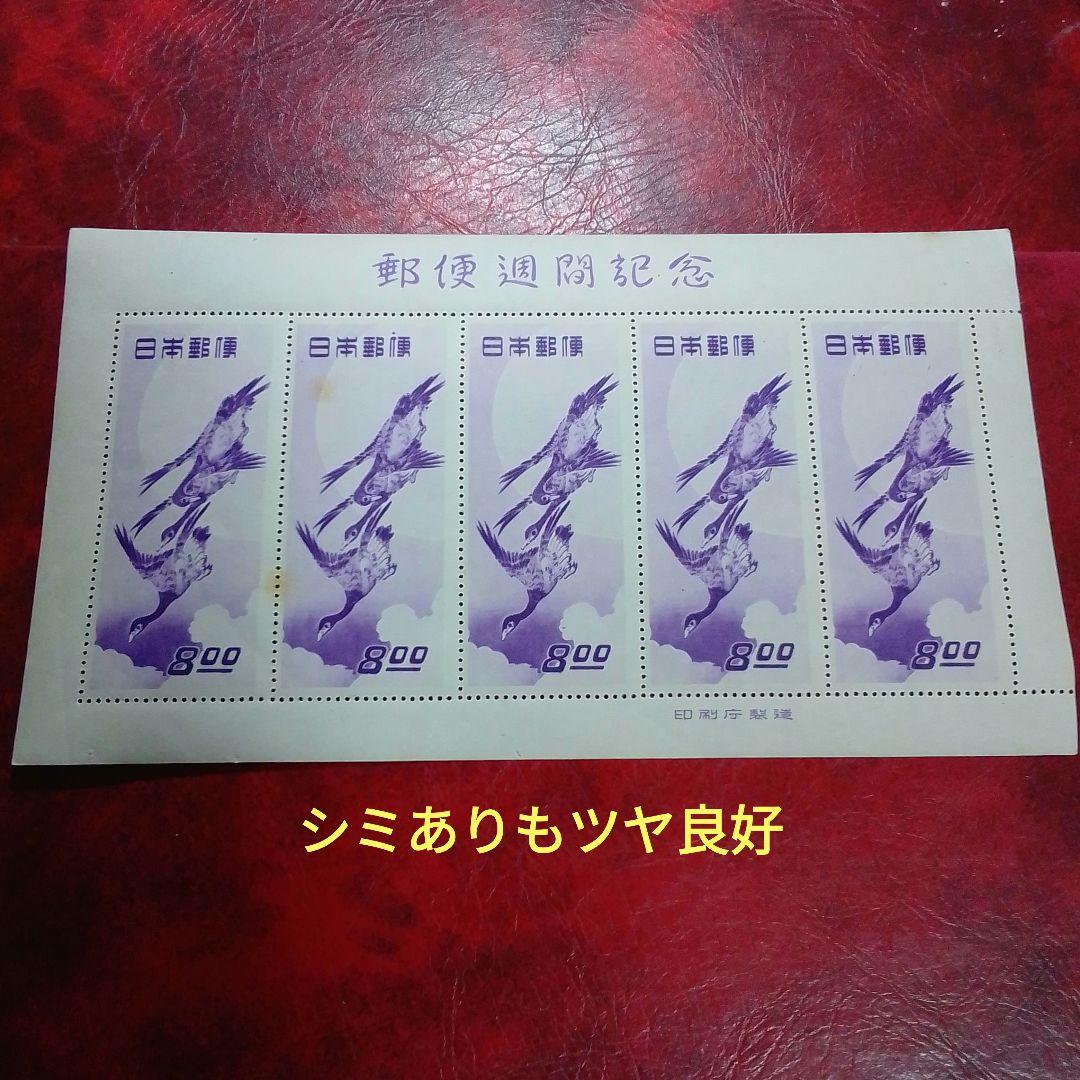 郵便週間記念
日本郵便 日本郵便 日本郵便 日本郵便 日本郵便
8.00 8.00 8.00 8.00 8.00
印刷庁製造
シミありもツヤ良好